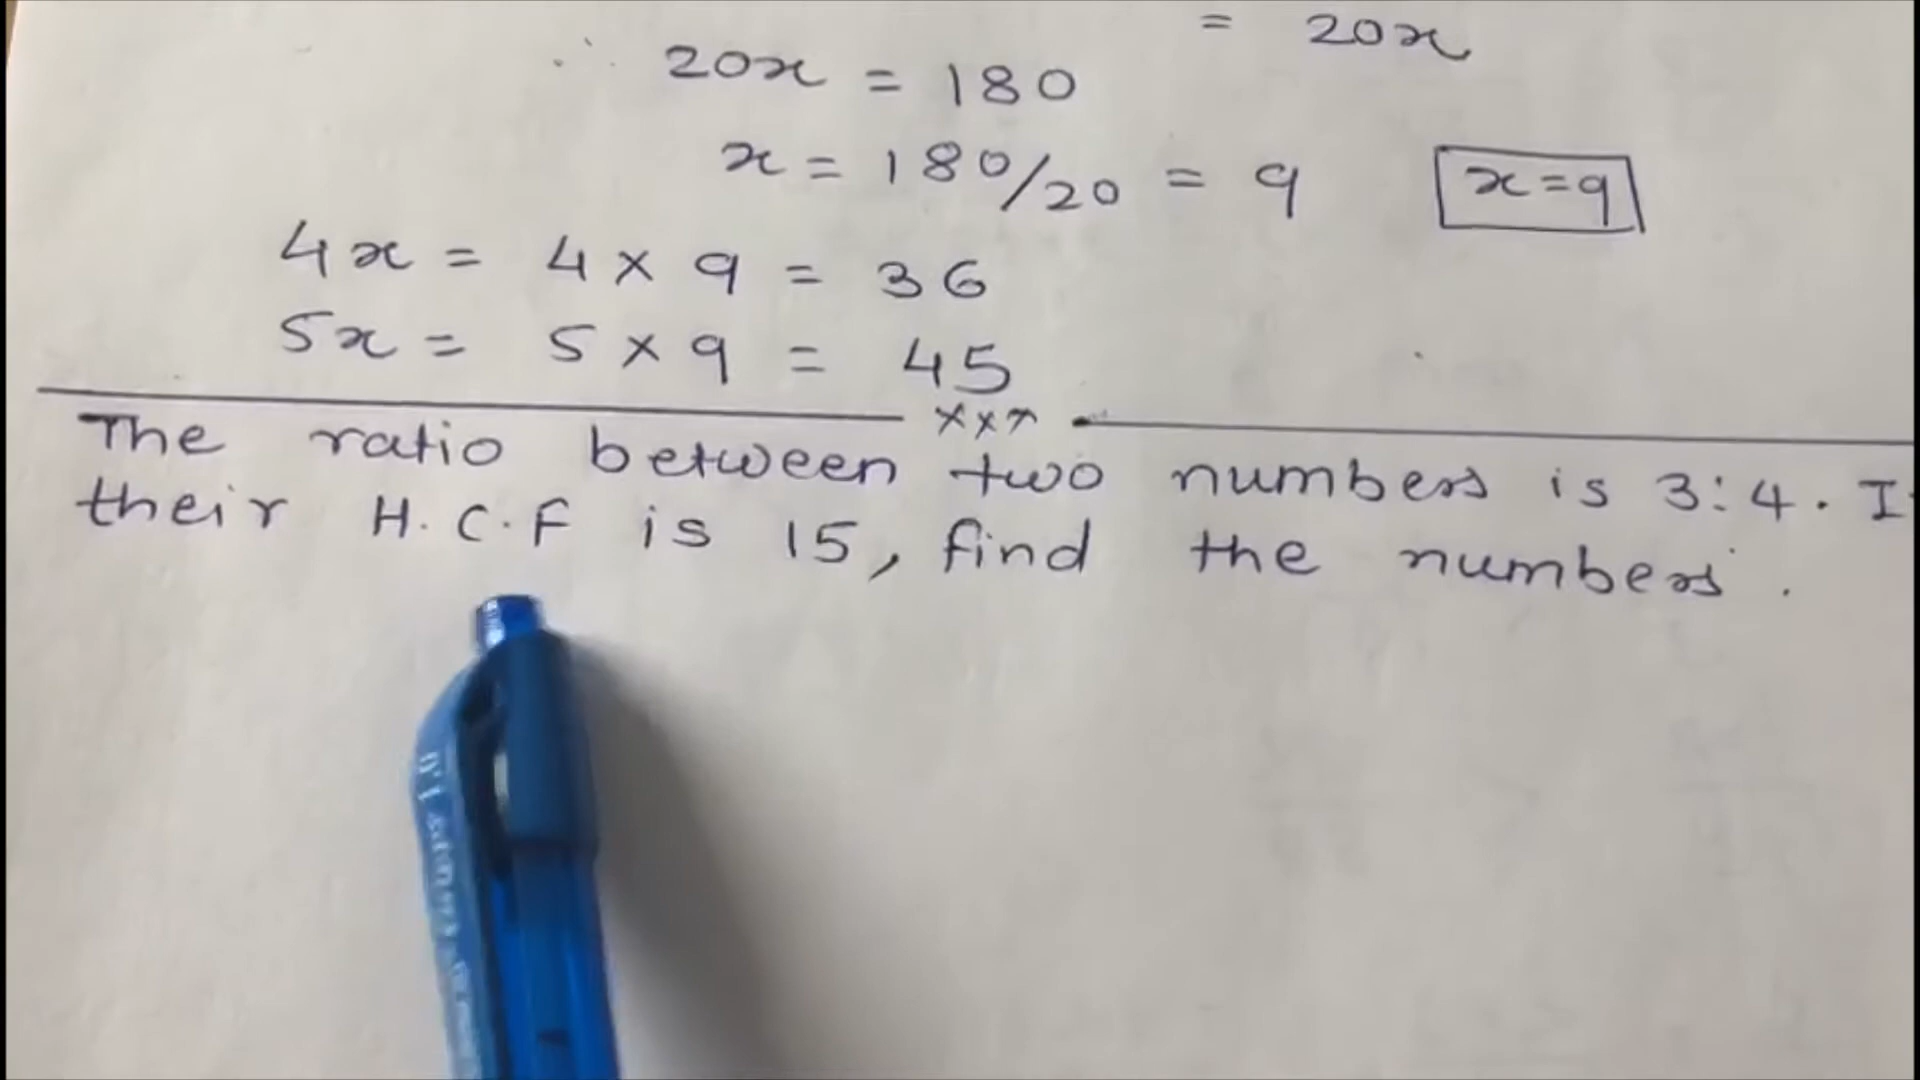 = 20x
∴ 20x = 180
x = 180/20 = 9 x=9
4x = 4 × 9 = 36
5x = 5 × 9 = 45
×××
The ratio between two numbers is 3:4. I
their H.C.F is 15, find the numbers.